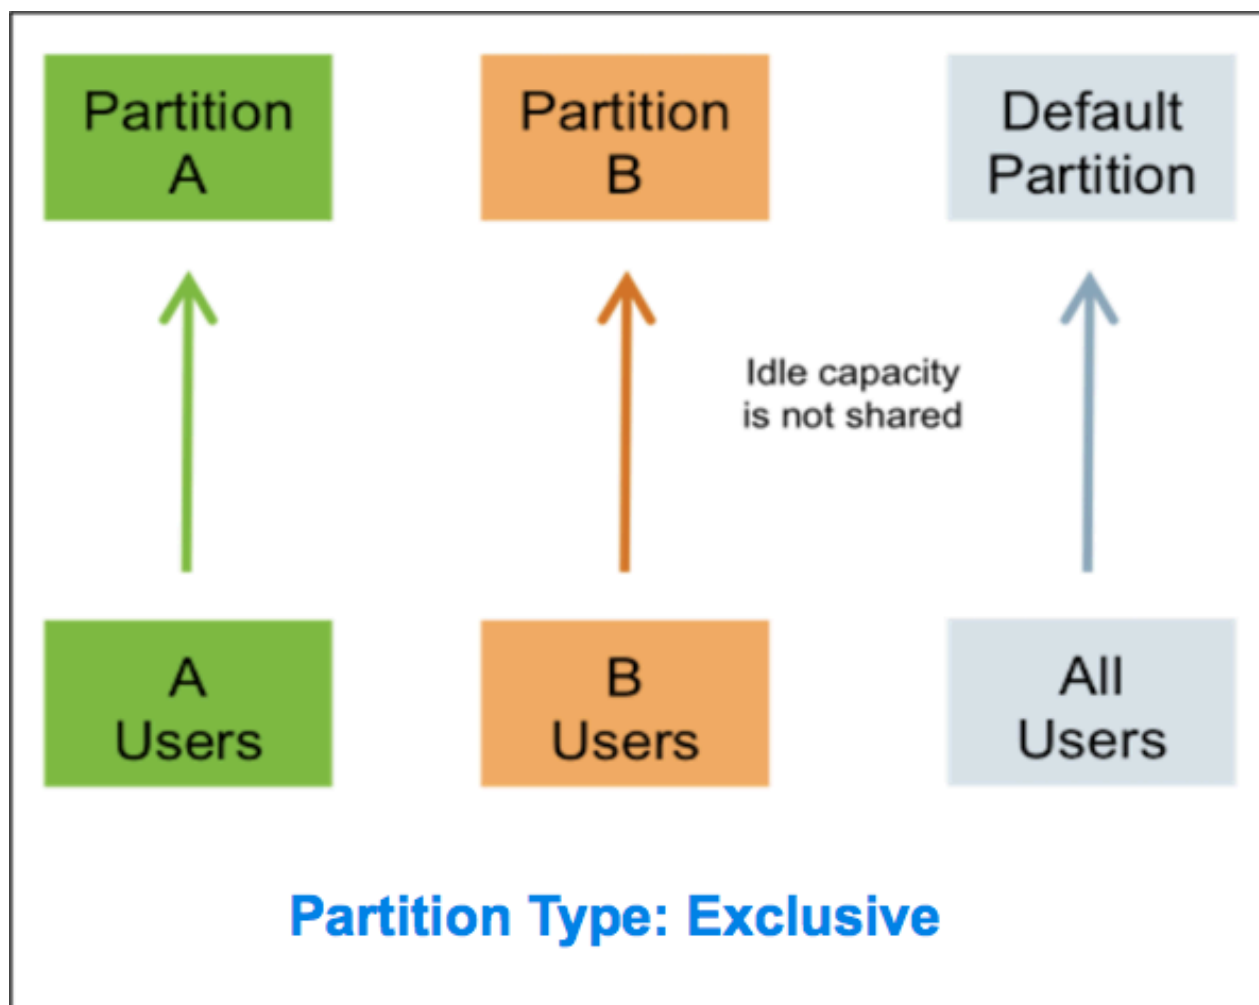 Partition
A
Partition
B
Default
Partition
Idle capacity
is not shared
A
Users
B
Users
All
Users
Partition Type: Exclusive